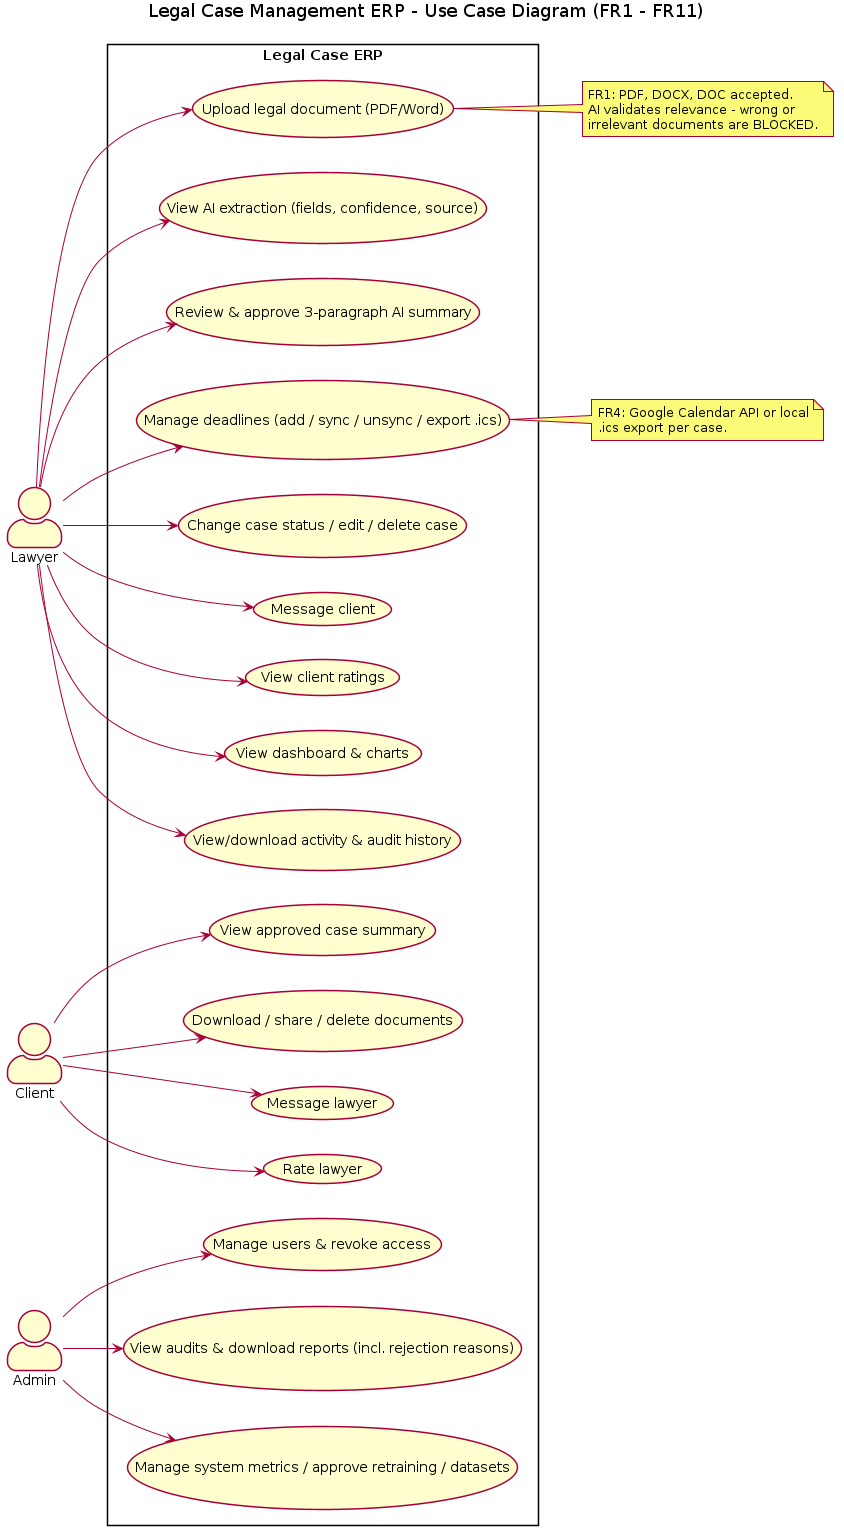 Legal Case Management ERP - Use Case Diagram (FR1 - FR11)
Legal Case ERP
Upload legal document (PDF/Word)
FR1: PDF, DOCX, DOC accepted.
AI validates relevance - wrong or
irrelevant documents are BLOCKED.
View AI extraction (fields, confidence, source)
Review & approve 3-paragraph AI summary
Manage deadlines (add / sync / unsync / export .ics)
FR4: Google Calendar API or local
.ics export per case.
Change case status / edit / delete case
Lawyer
Message client
View client ratings
View dashboard & charts
View/download activity & audit history
View approved case summary
Download / share / delete documents
Client
Message lawyer
Rate lawyer
Manage users & revoke access
View audits & download reports (incl. rejection reasons)
Admin
Manage system metrics / approve retraining / datasets